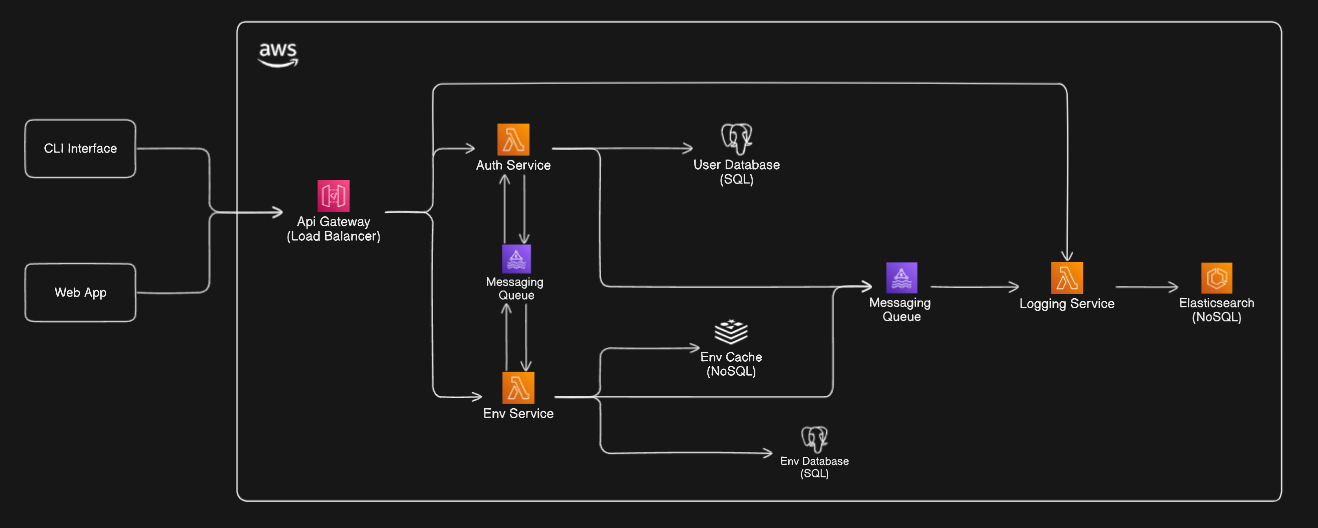 aws
CLI Interface
Web App
Api Gateway
(Load Balancer)
Auth Service
Messaging
Queue
Env Service
User Database
(SQL)
Env Cache
(NoSQL)
Env Database
(SQL)
Messaging
Queue
Logging Service
Elasticsearch
(NoSQL)